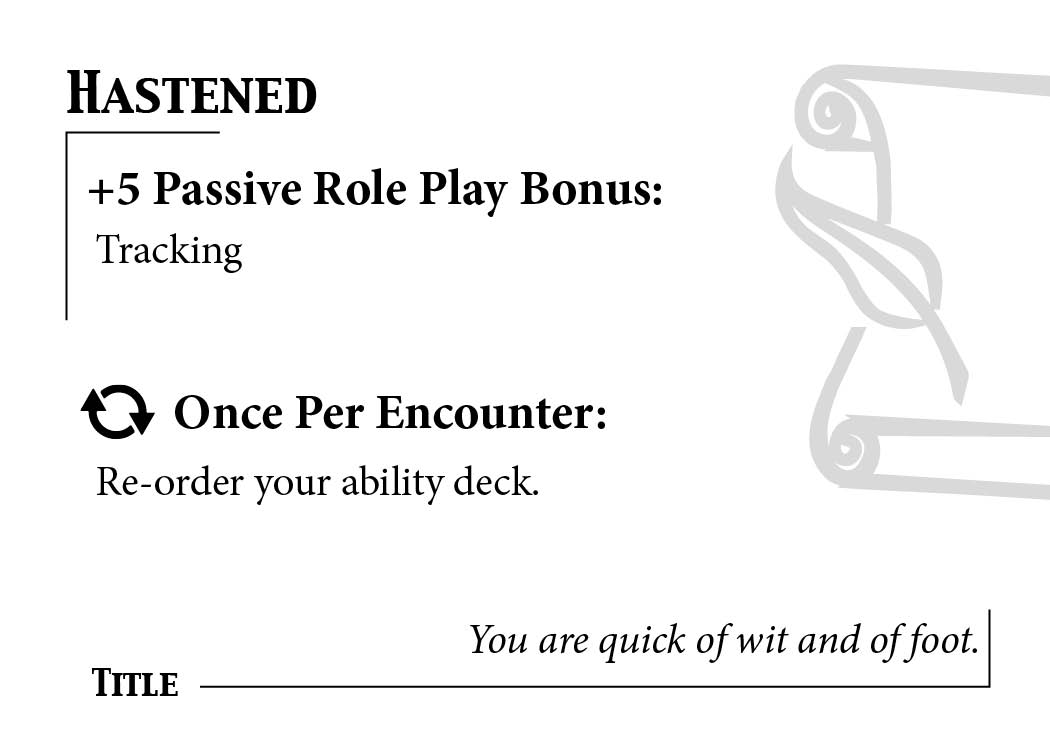 Hastened
+5 Passive Role Play Bonus:
Tracking
Once Per Encounter:
Re-order your ability deck.
You are quick of wit and of foot.
Title